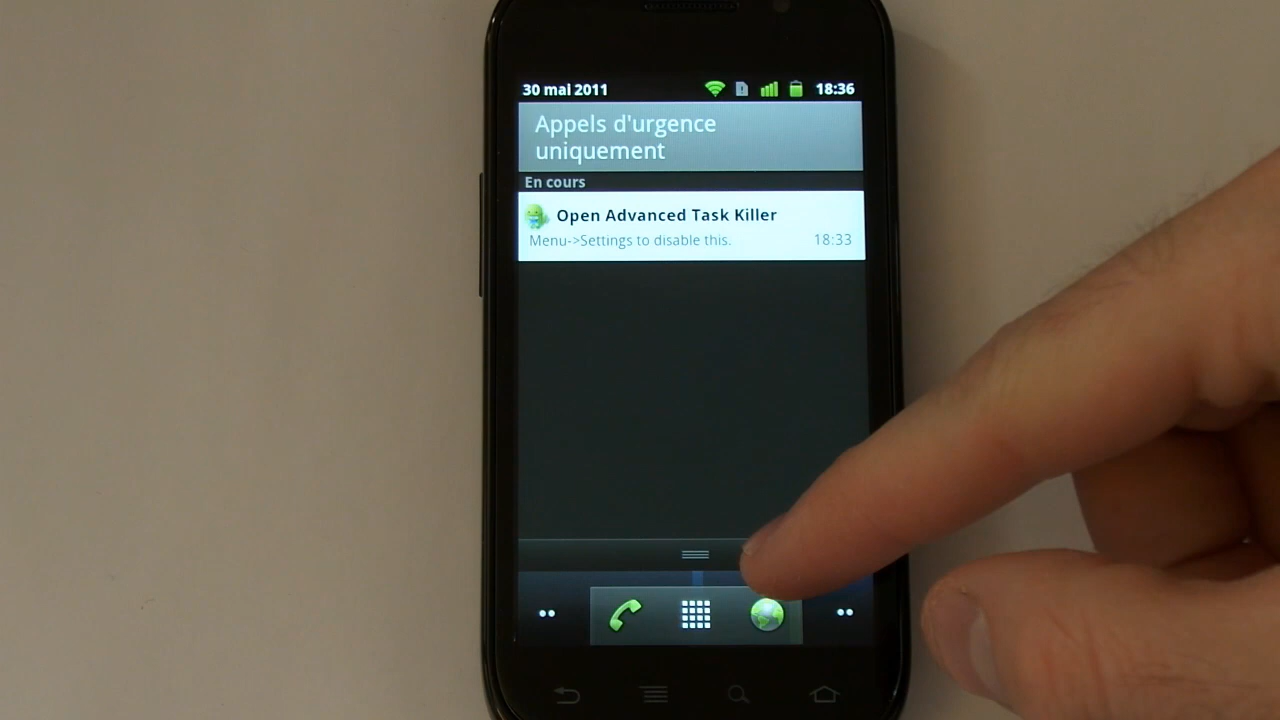 30 mai 2011 18:36
Appels d'urgence
uniquement
En cours
Open Advanced Task Killer
Menu->Settings to disable this. 18:33